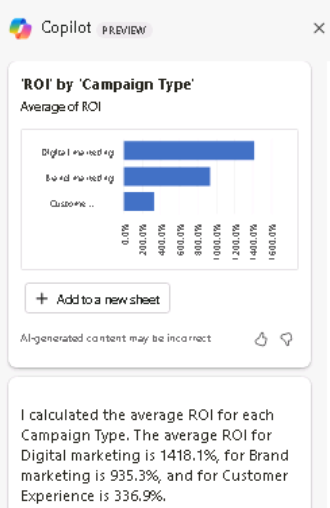 Copilot PREVIEW
'ROI' by 'Campaign Type'
Average of ROI
Digital marketing
Brand marketing
Custome ...
0.0%
200.0%
400.0%
600.0%
800.0%
1000.0%
1200.0%
1400.0%
1600.0%
+ Add to a new sheet
AI-generated content may be incorrect
I calculated the average ROI for each
Campaign Type. The average ROI for
Digital marketing is 1418.1%, for Brand
marketing is 935.3%, and for Customer
Experience is 336.9%.